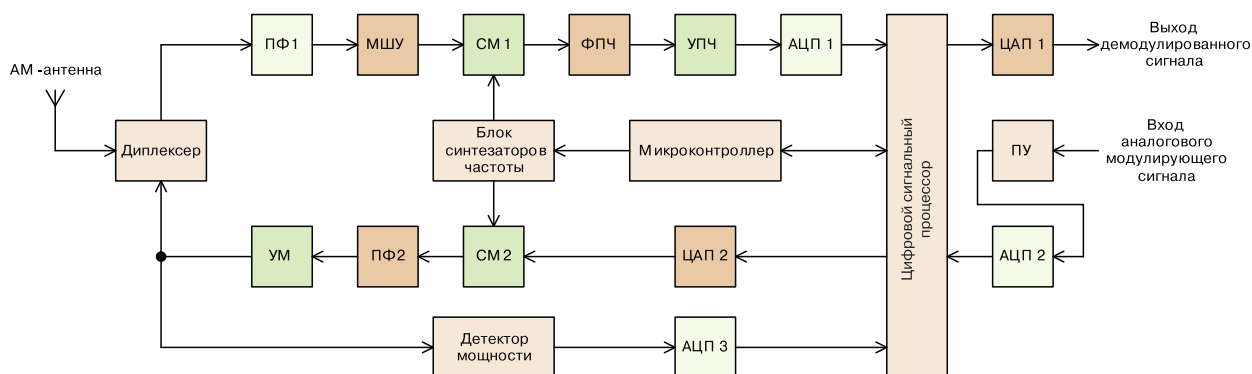 ПФ1
МШУ
СМ 1
ФПЧ
УПЧ
АЦП 1
ЦАП 1
Выход
демодулированного
сигнала
АМ -антенна
Диплексер
Блок
синтезаторов
частоты
Микроконтроллер
Цифровой сигнальный
процессор
ПУ
Вход
аналогового
модулирующего
сигнала
УМ
ПФ2
СМ2
ЦАП 2
АЦП 2
Детектор
мощности
АЦП 3